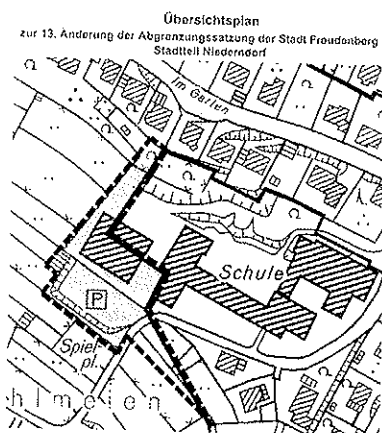 Übersichtsplan
zur 13. Änderung der Abgrenzungssatzung der Stadt Freudenberg
Stadtteil Niederndorf
Im Garten
Schule
P
Spiel-
pl.